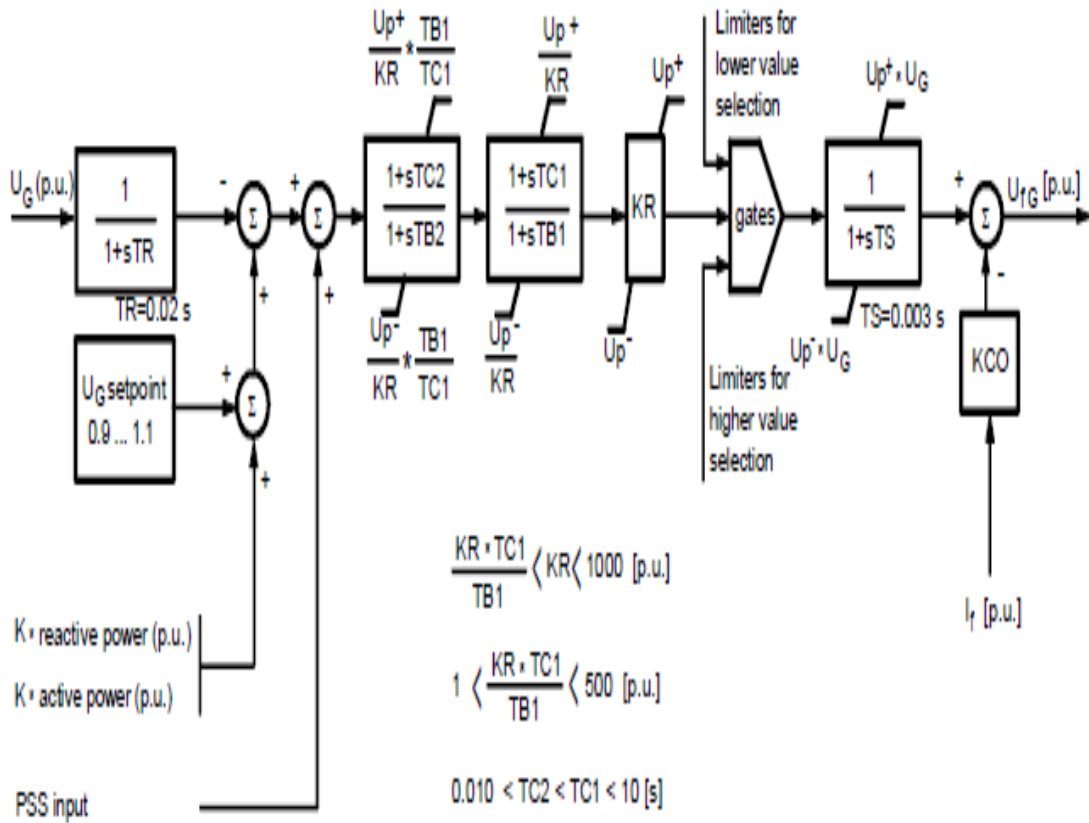 Up+ / KR * TB1 / TC1
Up+ / KR
Up+
Limiters for
lower value
selection
Up+ * UG
UG (p.u.)
1 / 1+sTR
TR=0.02 s
-
Σ
+
+
Σ
+
1+sTC2 / 1+sTB2
1+sTC1 / 1+sTB1
KR
gates
1 / 1+sTS
TS=0.003 s
+
Σ
-
UfG [p.u.]
Up- / KR * TB1 / TC1
Up- / KR
Up-
Up- * UG
KCO
UG setpoint
0.9 ... 1.1
+
Σ
+
Limiters for
higher value
selection
KR * TC1 / TB1 < KR < 1000 [p.u.]
If [p.u.]
K * reactive power (p.u.)
K * active power (p.u.)
1 < KR * TC1 / TB1 < 500 [p.u.]
PSS input
0.010 < TC2 < TC1 < 10 [s]